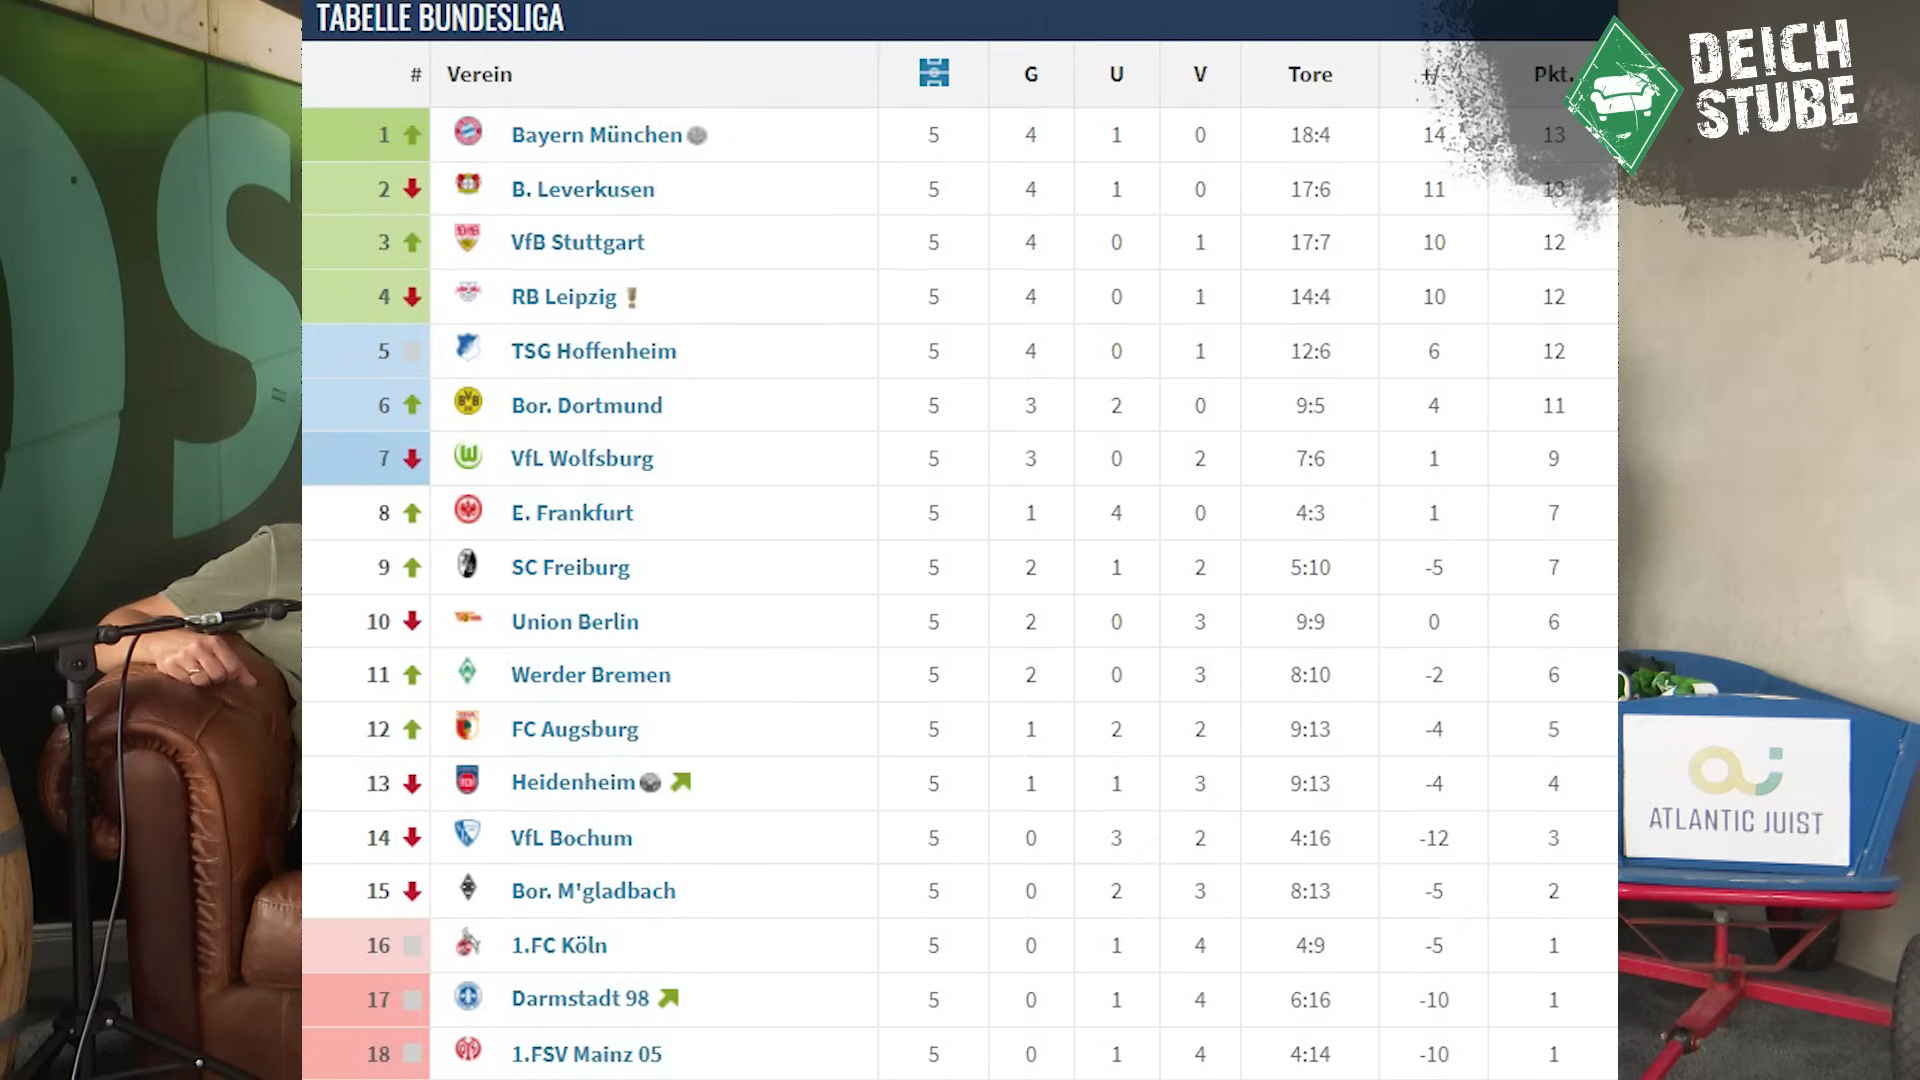 TABELLE BUNDESLIGA
DEICH
STUBE
# Verein G U V Tore +/- Pkt.
1 Bayern München 5 4 1 0 18:4 14 13
2 B. Leverkusen 5 4 1 0 17:6 11 13
3 VfB Stuttgart 5 4 0 1 17:7 10 12
4 RB Leipzig 5 4 0 1 14:4 10 12
5 TSG Hoffenheim 5 4 0 1 12:6 6 12
6 Bor. Dortmund 5 3 2 0 9:5 4 11
7 VfL Wolfsburg 5 3 0 2 7:6 1 9
8 E. Frankfurt 5 1 4 0 4:3 1 7
9 SC Freiburg 5 2 1 2 5:10 -5 7
10 Union Berlin 5 2 0 3 9:9 0 6
11 Werder Bremen 5 2 0 3 8:10 -2 6
12 FC Augsburg 5 1 2 2 9:13 -4 5
13 Heidenheim 5 1 1 3 9:13 -4 4
14 VfL Bochum 5 0 3 2 4:16 -12 3
15 Bor. M'gladbach 5 0 2 3 8:13 -5 2
16 1.FC Köln 5 0 1 4 4:9 -5 1
17 Darmstadt 98 5 0 1 4 6:16 -10 1
18 1.FSV Mainz 05 5 0 1 4 4:14 -10 1
ATLANTIC JUIST